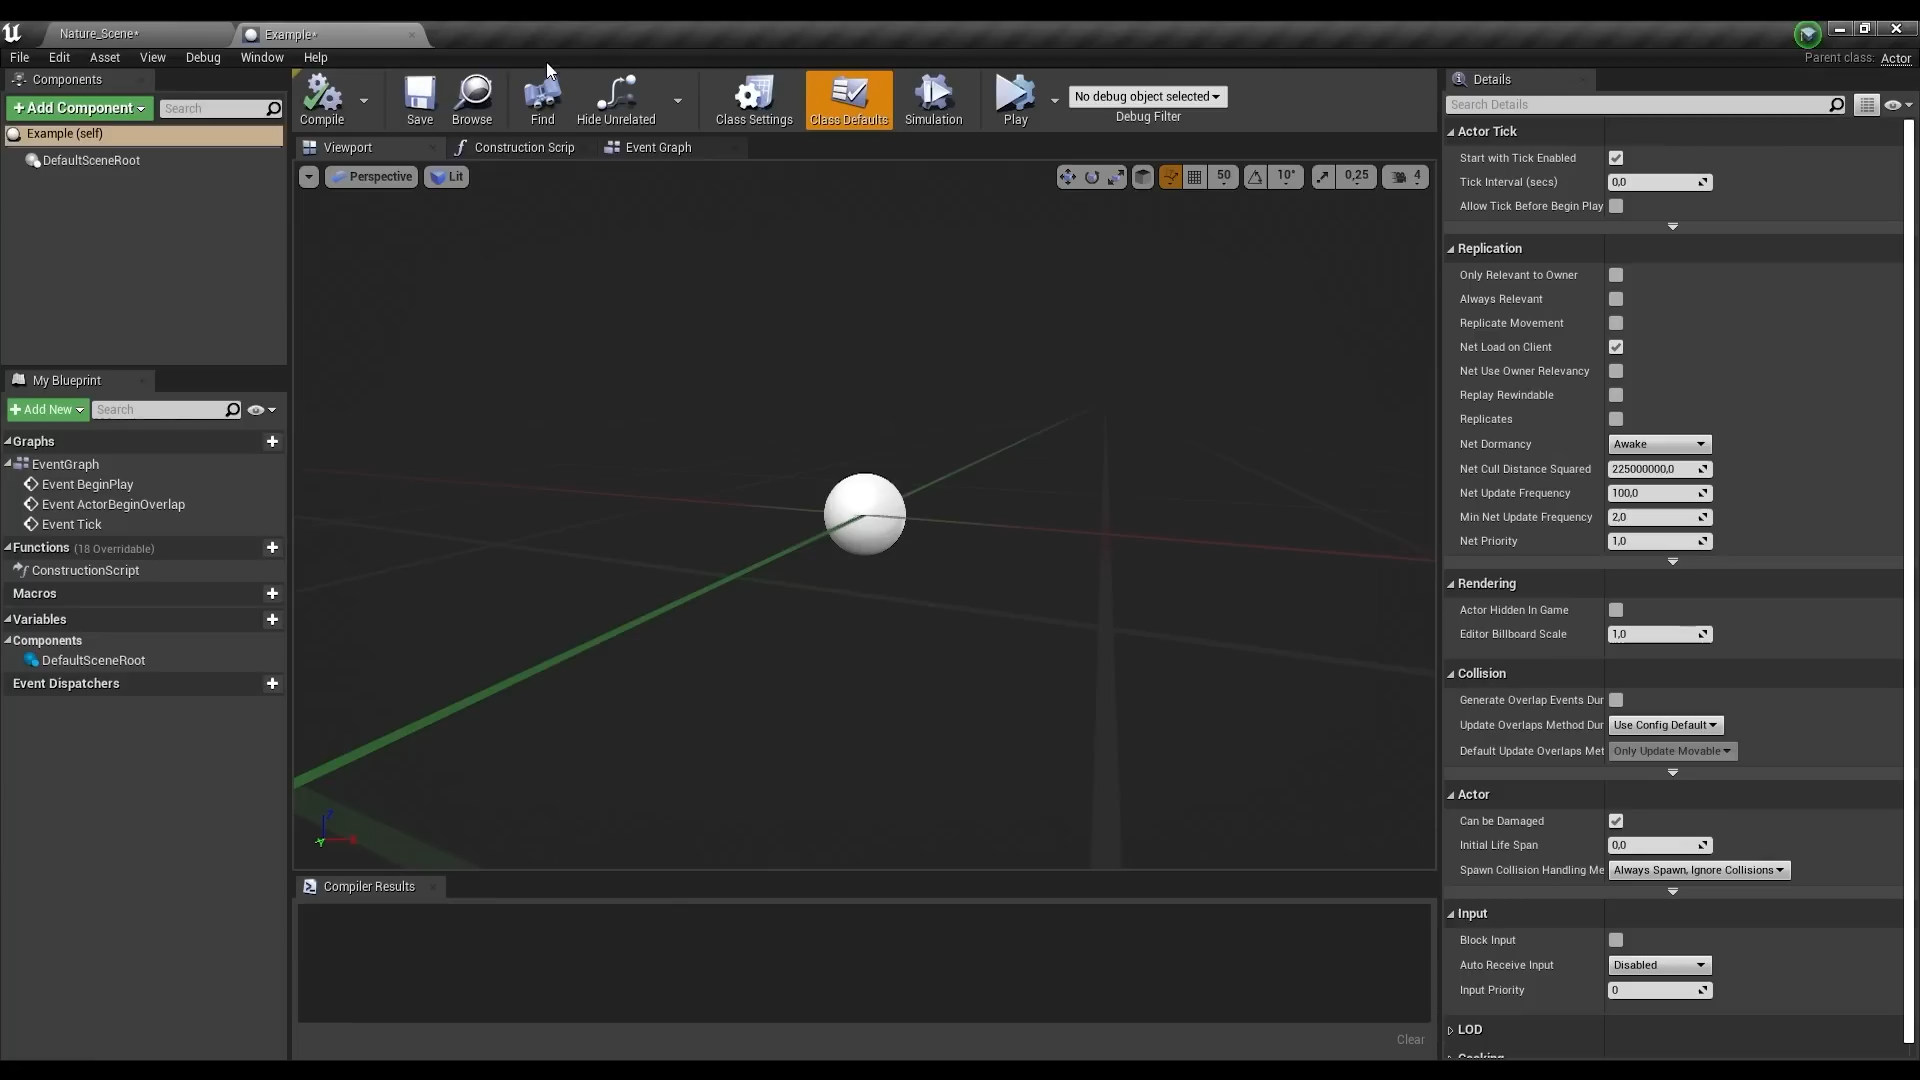 Nature_Scene*
Example*
File Edit Asset View Debug Window Help
Parent class: Actor
Components
+ Add Component
Search
Example (self)
DefaultSceneRoot
Compile
Save
Browse
Find
Hide Unrelated
Class Settings
Class Defaults
Simulation
Play
No debug object selected
Debug Filter
Viewport
Construction Scrip
Event Graph
Perspective
Lit
50
10°
0,25
4
My Blueprint
+ Add New
Search
Graphs
EventGraph
Event BeginPlay
Event ActorBeginOverlap
Event Tick
Functions (18 Overridable)
ConstructionScript
Macros
Variables
Components
DefaultSceneRoot
Event Dispatchers
Z
Y
Compiler Results
Clear
Details
Search Details
Actor Tick
Start with Tick Enabled
Tick Interval (secs) 0,0
Allow Tick Before Begin Play
Replication
Only Relevant to Owner
Always Relevant
Replicate Movement
Net Load on Client
Net Use Owner Relevancy
Replay Rewindable
Replicates
Net Dormancy Awake
Net Cull Distance Squared 225000000,0
Net Update Frequency 100,0
Min Net Update Frequency 2,0
Net Priority 1,0
Rendering
Actor Hidden In Game
Editor Billboard Scale 1,0
Collision
Generate Overlap Events Dur
Update Overlaps Method Dur Use Config Default
Default Update Overlaps Met Only Update Movable
Actor
Can be Damaged
Initial Life Span 0,0
Spawn Collision Handling Me Always Spawn, Ignore Collisions
Input
Block Input
Auto Receive Input Disabled
Input Priority 0
LOD